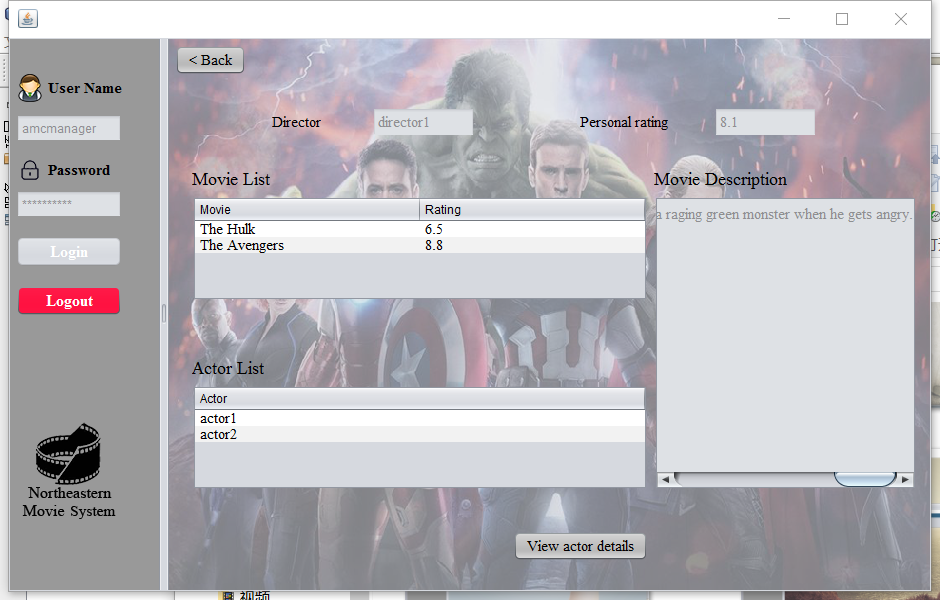 < Back
User Name
amcmanager
Password
**********
Login
Logout
Northeastern
Movie System
Director
director1
Personal rating
8.1
Movie List
Movie Rating
The Hulk 6.5
The Avengers 8.8
Movie Description
a raging green monster when he gets angry.
Actor List
Actor
actor1
actor2
View actor details
视频